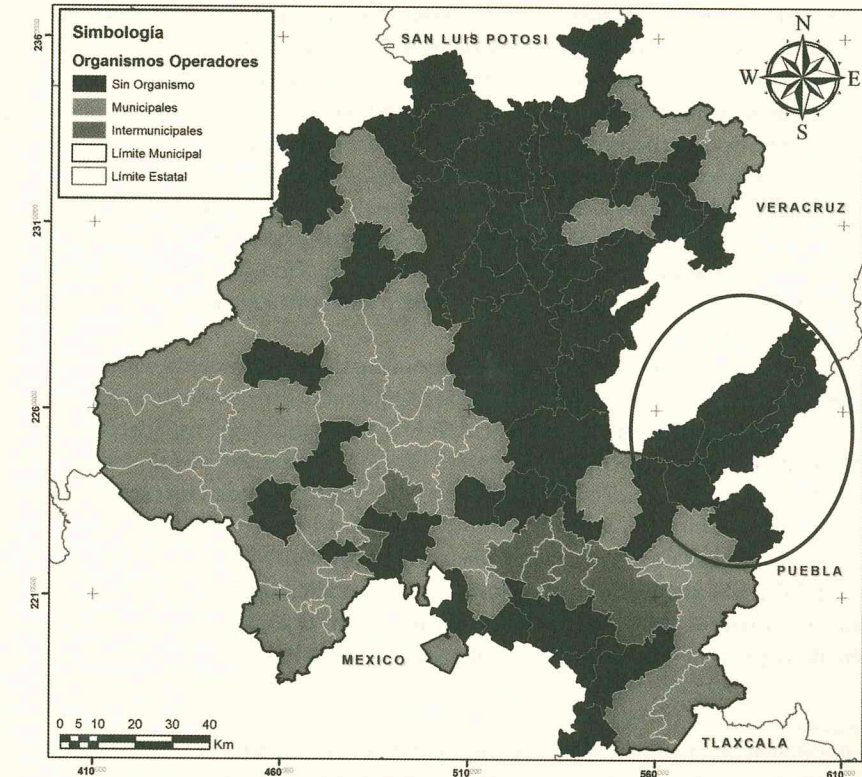 Simbología
Organismos Operadores
Sin Organismo
Municipales
Intermunicipales
Límite Municipal
Límite Estatal
SAN LUIS POTOSI
N
W E
S
VERACRUZ
PUEBLA
MEXICO
TLAXCALA
236
231
226
221
0 5 10 20 30 40
Km
410 460 510 560 610